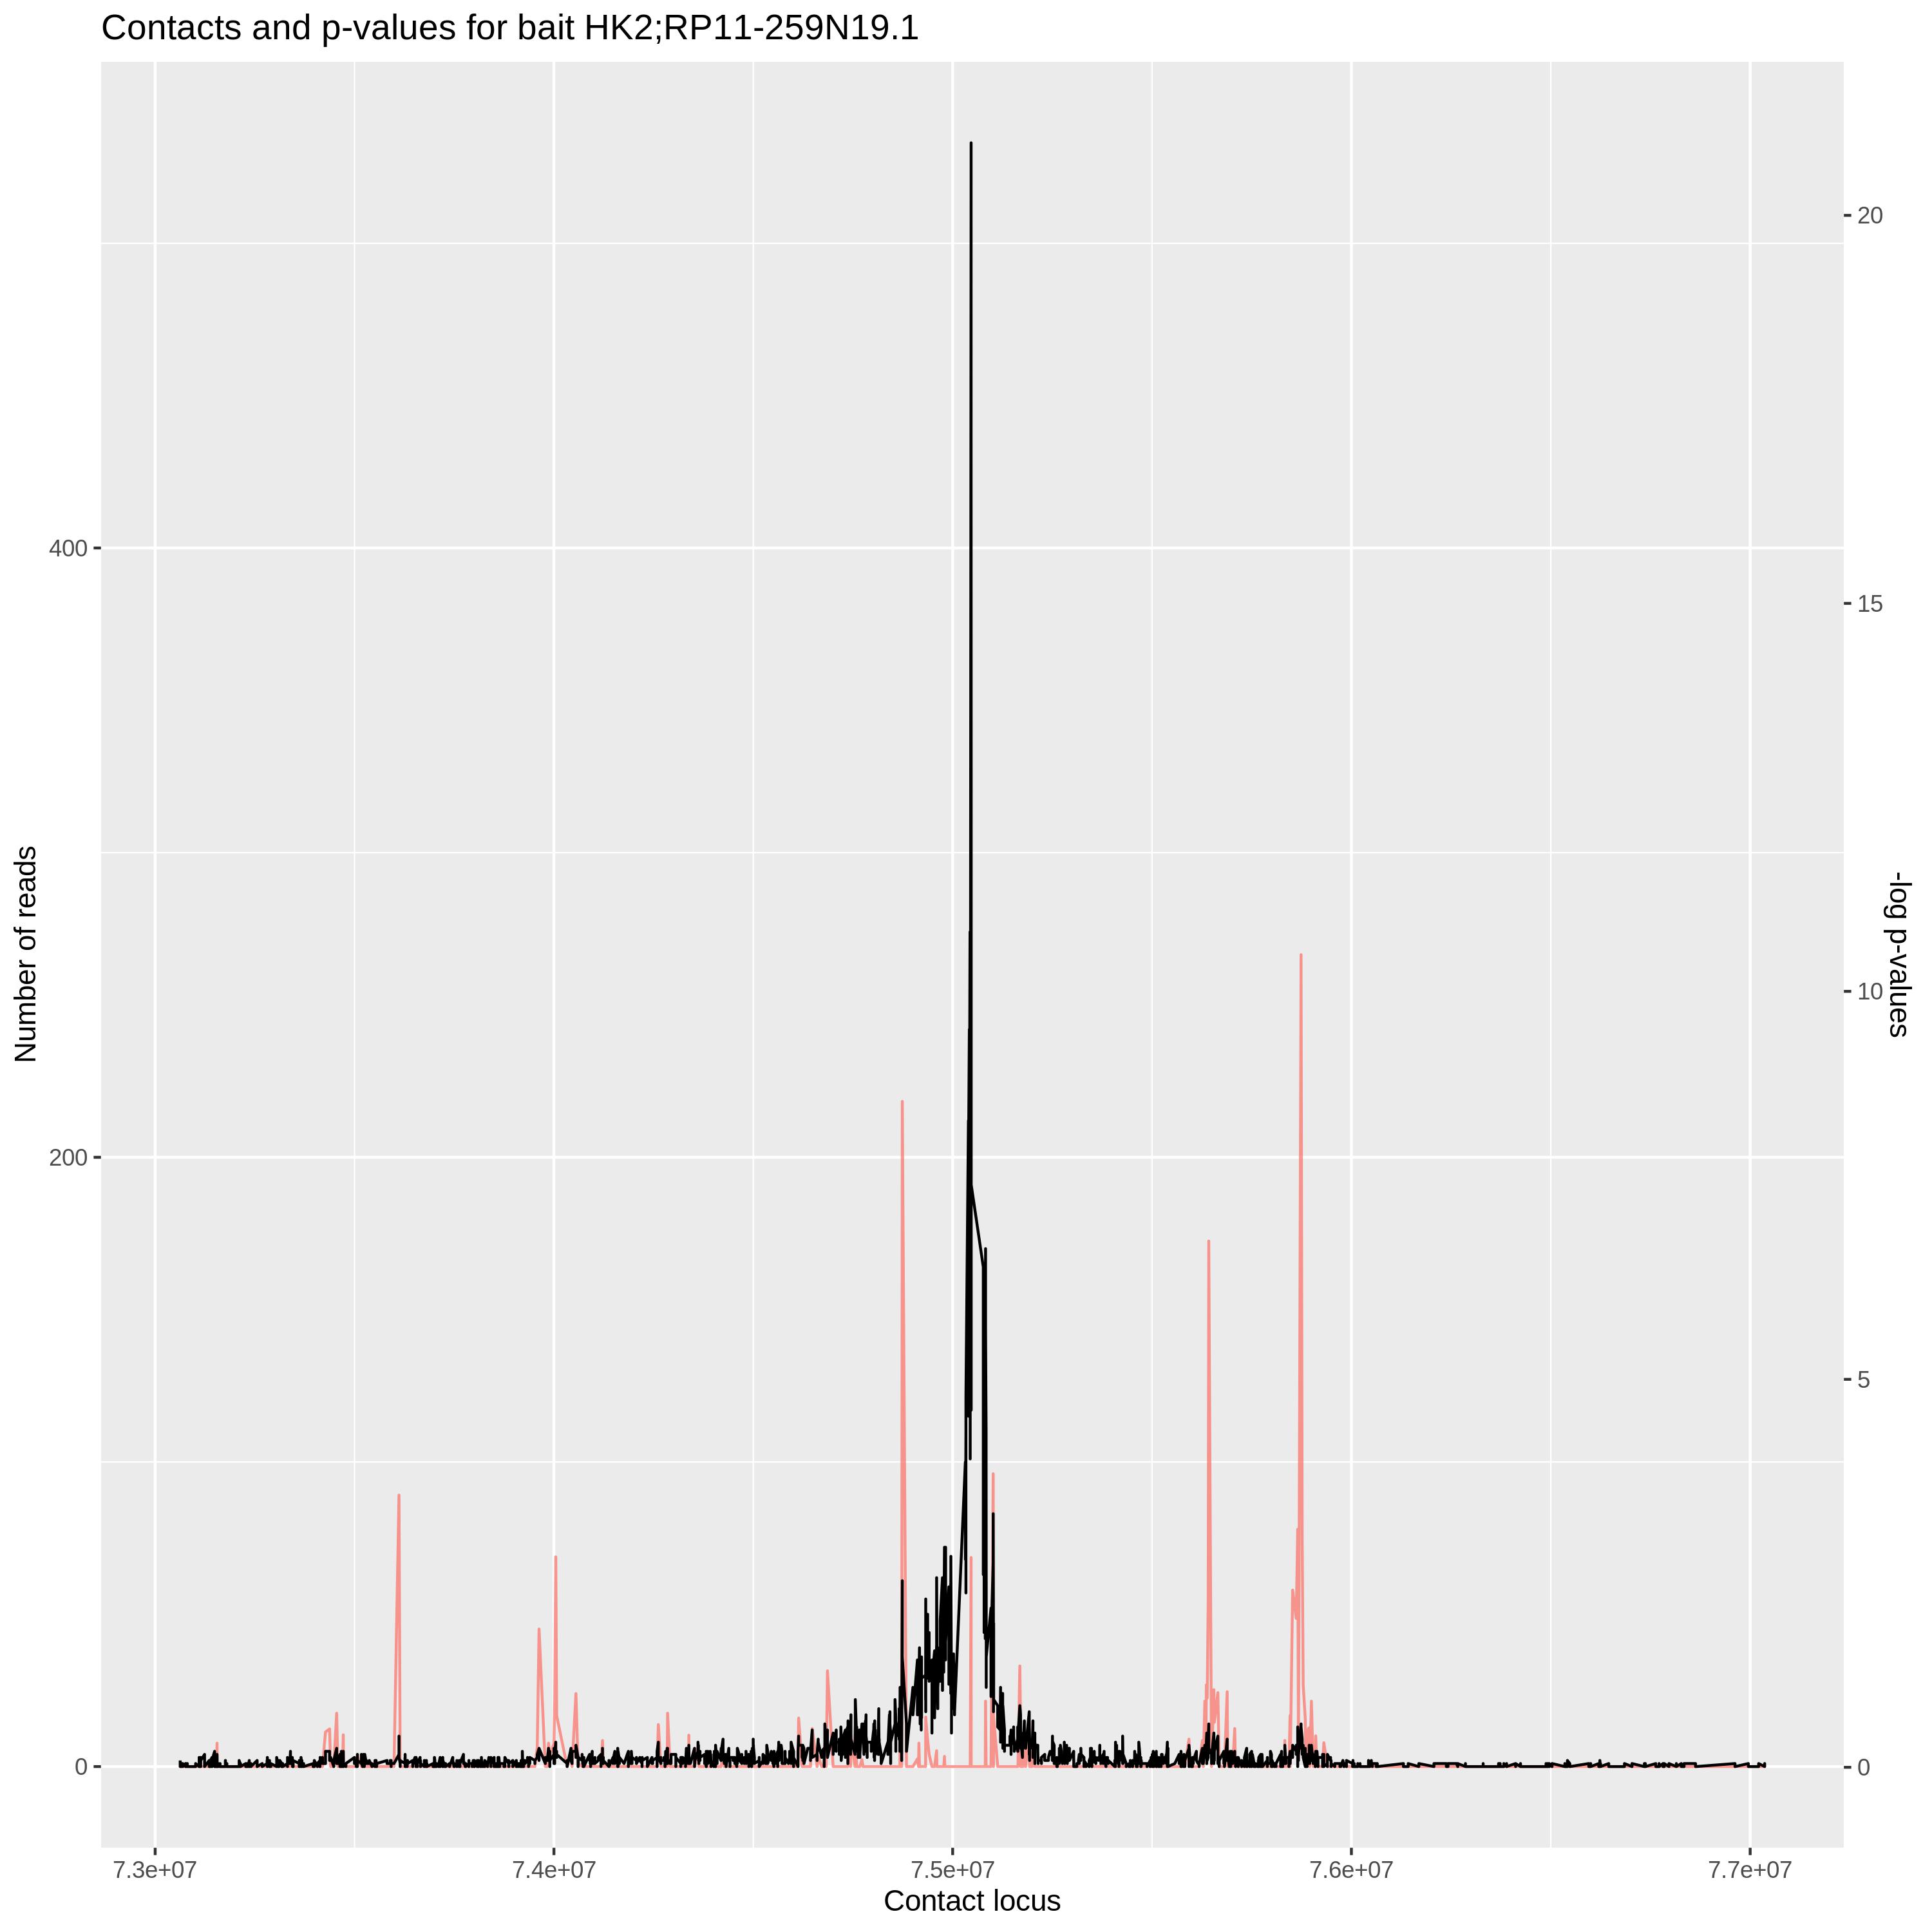 Contacts and p-values for bait HK2;RP11-259N19.1
Number of reads
400
200
0
20
15
10
5
0
-log p-values
7.3e+07
7.4e+07
7.5e+07
7.6e+07
7.7e+07
Contact locus